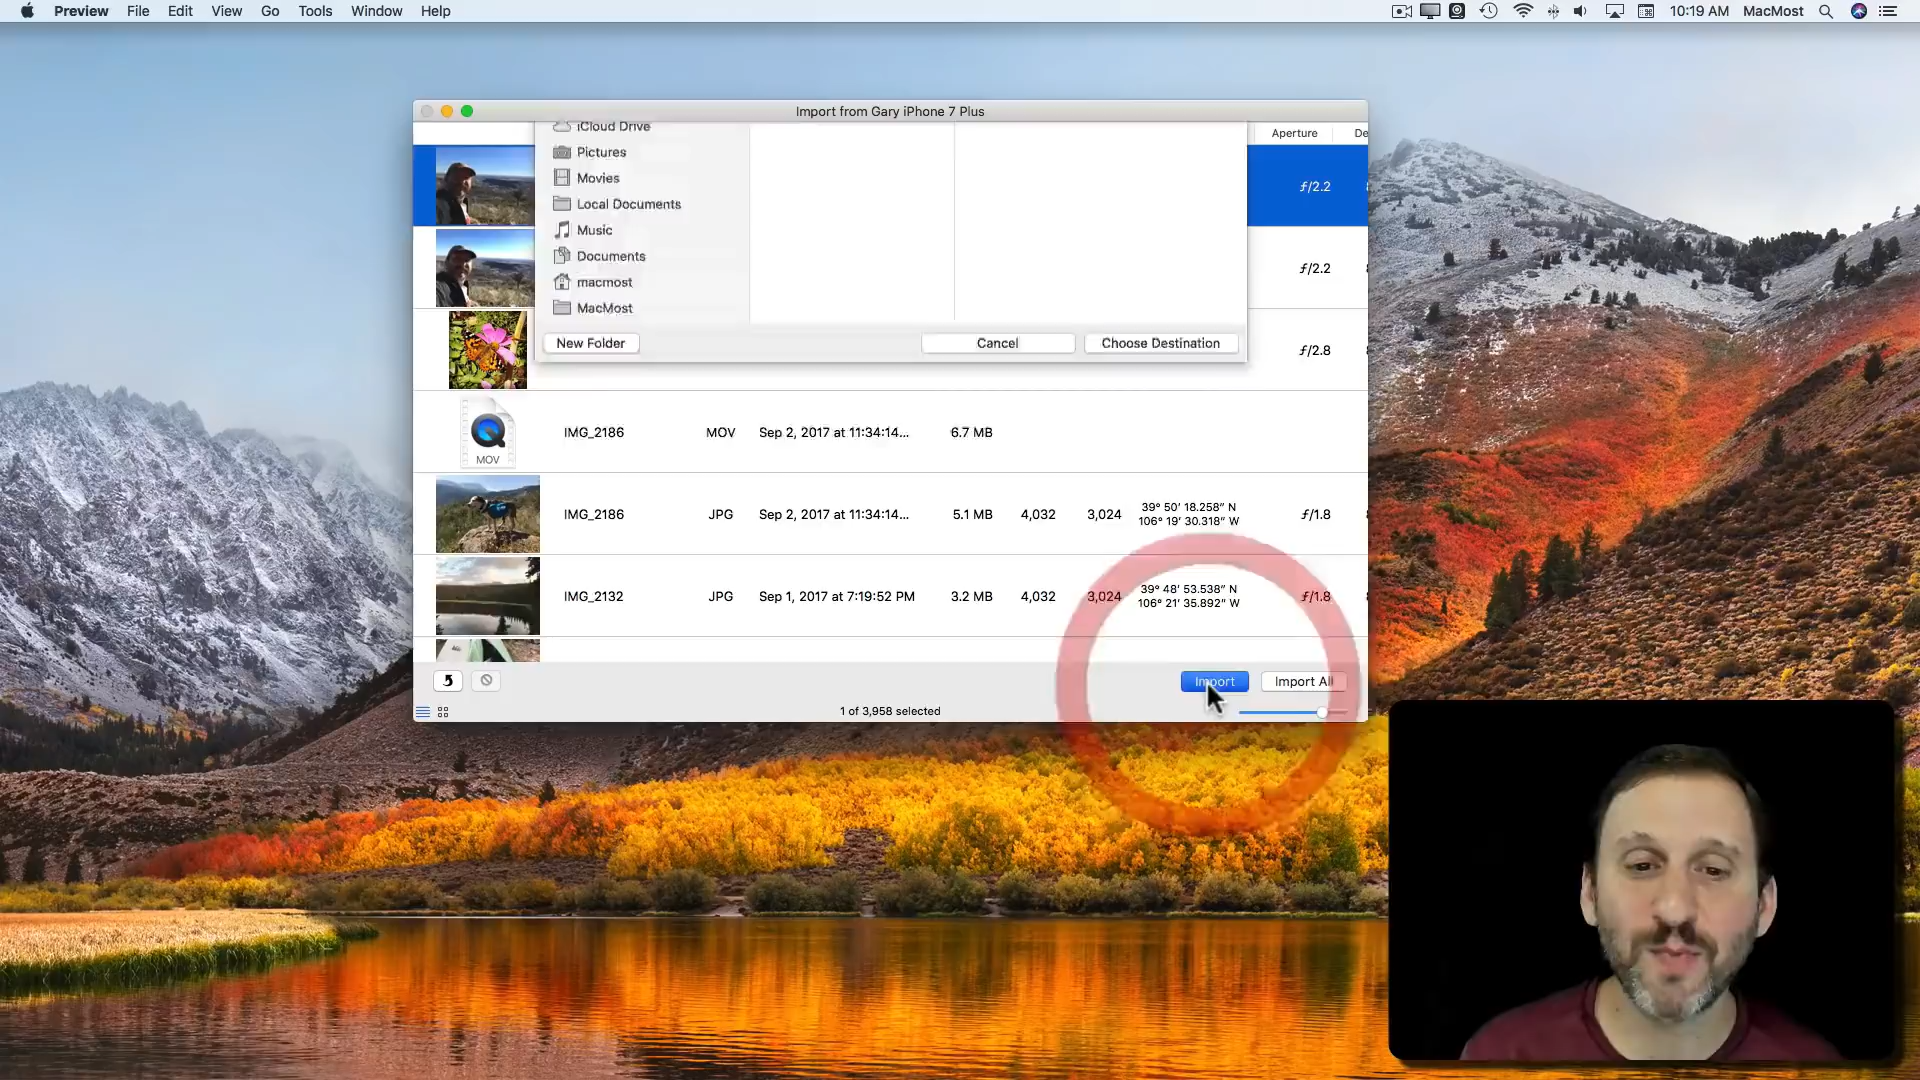 Preview File Edit View Go Tools Window Help 10:19 AM MacMost
Import from Gary iPhone 7 Plus
Aperture
iCloud Drive
Pictures
Movies
Local Documents
Music
Documents
macmost
MacMost
New Folder Cancel Choose Destination
ƒ/2.2
ƒ/2.2
ƒ/2.8
MOV
IMG_2186 MOV Sep 2, 2017 at 11:34:14... 6.7 MB
IMG_2186 JPG Sep 2, 2017 at 11:34:14... 5.1 MB 4,032 3,024 39° 50' 18.258" N
106° 19' 30.318" W ƒ/1.8
IMG_2132 JPG Sep 1, 2017 at 7:19:52 PM 3.2 MB 4,032 3,024 39° 48' 53.538" N
106° 21' 35.892" W ƒ/1.8
Import Import All
1 of 3,958 selected